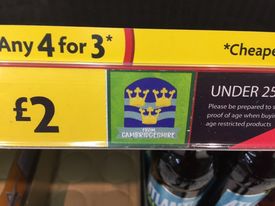 Any 4 for 3*
*Cheape
£2
FROM
CAMBRIDGESHIRE
UNDER 25
Please be prepared to s
proof of age when buyin
age restricted products